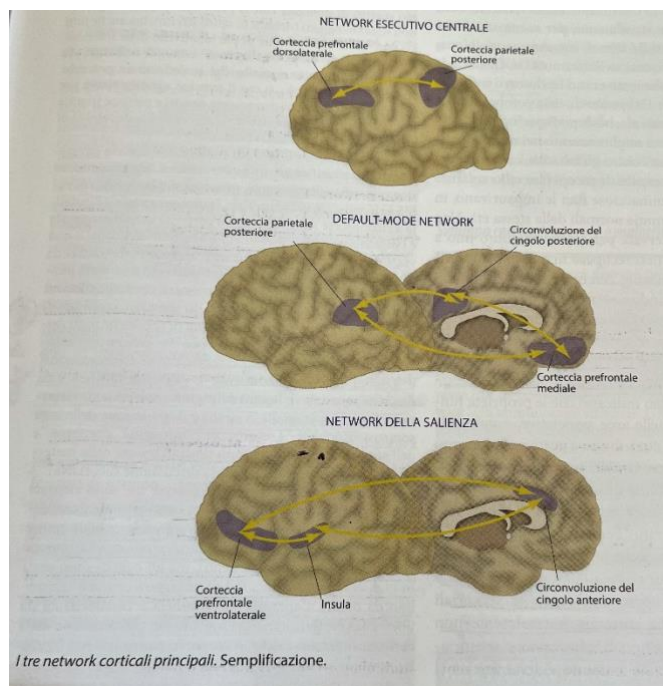 NETWORK ESECUTIVO CENTRALE
Corteccia prefrontale
dorsolaterale
Corteccia parietale
posteriore
DEFAULT-MODE NETWORK
Corteccia parietale
posteriore
Circonvoluzione del
cingolo posteriore
Corteccia prefrontale
mediale
NETWORK DELLA SALIENZA
Corteccia
prefrontale
ventrolaterale
Insula
Circonvoluzione del
cingolo anteriore
I tre network corticali principali. Semplificazione.